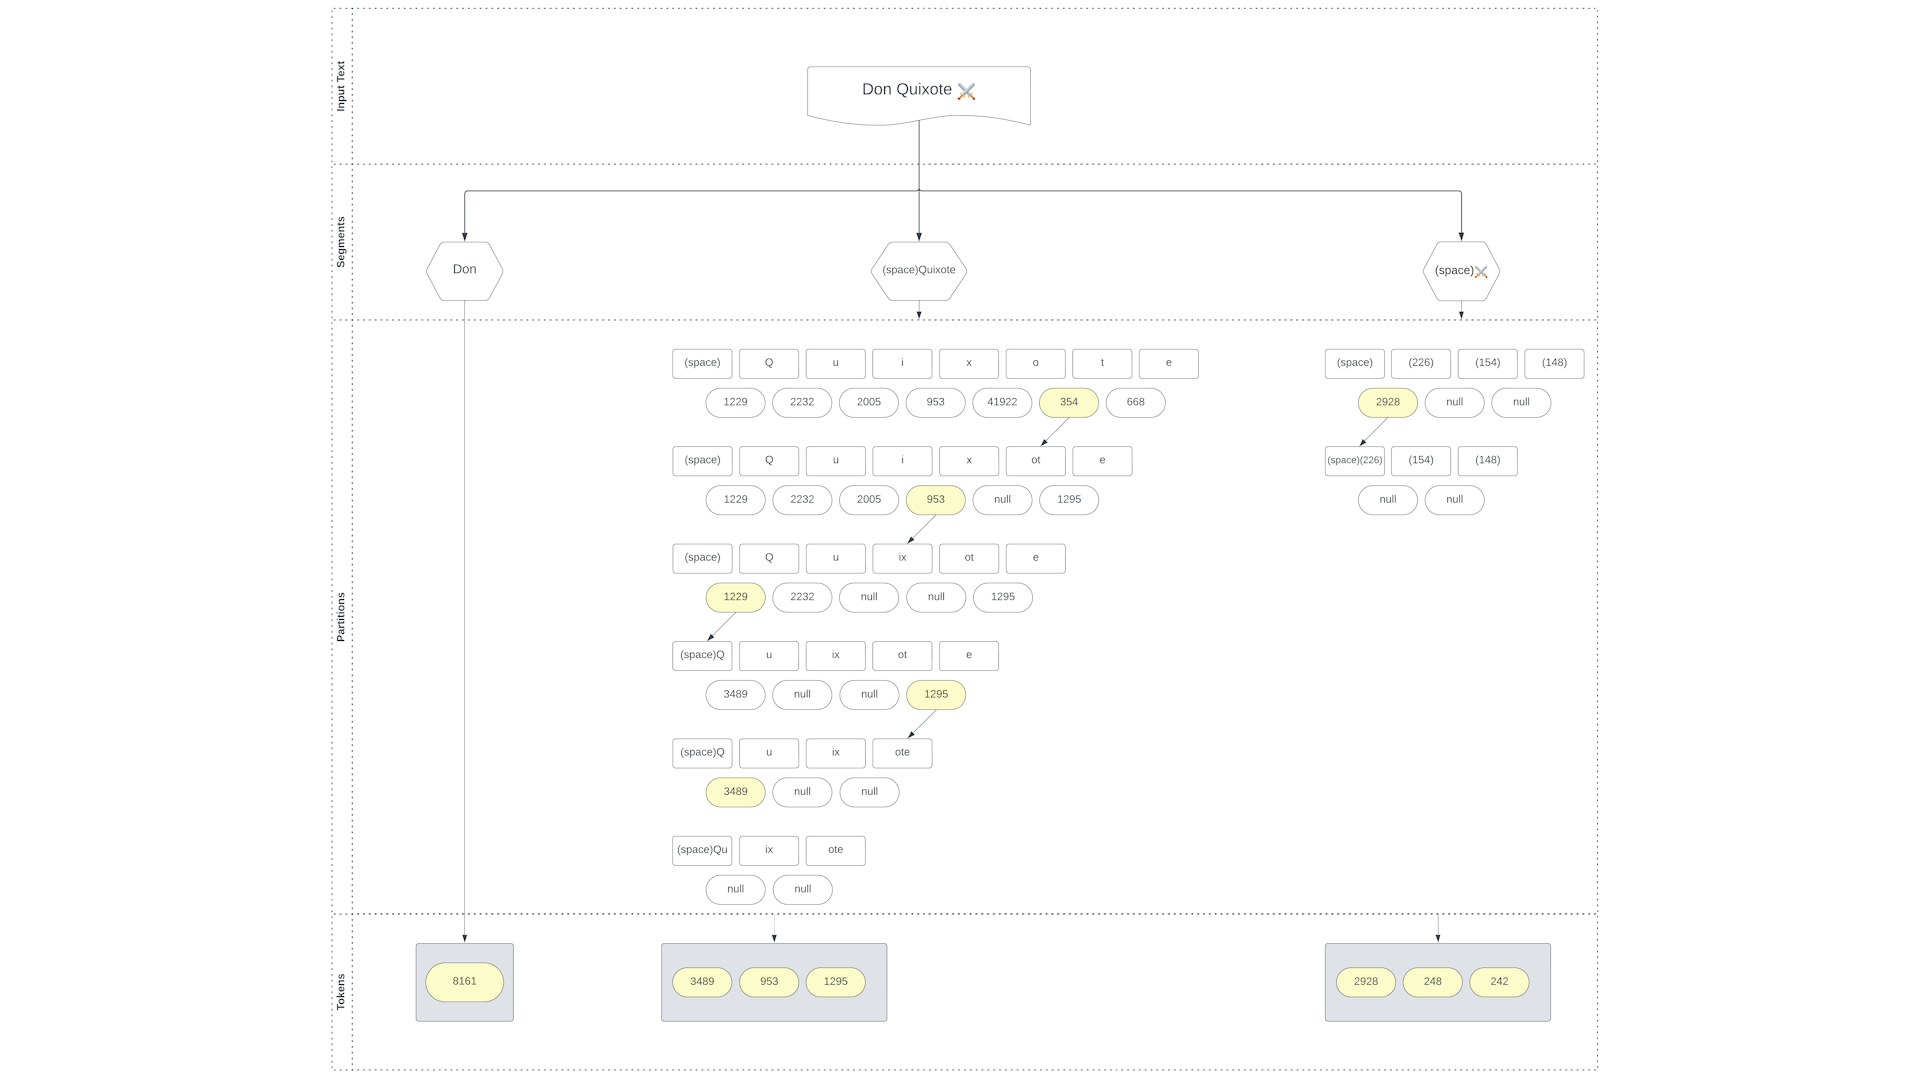 Input Text
Don Quixote ⚔️
Segments
Don
(space)Quixote
(space)⚔️
Partitions
(space) Q u i x o t e
1229 2232 2005 953 41922 354 668
(space) Q u i x ot e
1229 2232 2005 953 null 1295
(space) Q u ix ot e
1229 2232 null null 1295
(space)Q u ix ot e
3489 null null 1295
(space)Q u ix ote
3489 null null
(space)Qu ix ote
null null
(space) (226) (154) (148)
2928 null null
(space)(226) (154) (148)
null null
Tokens
8161
3489 953 1295
2928 248 242